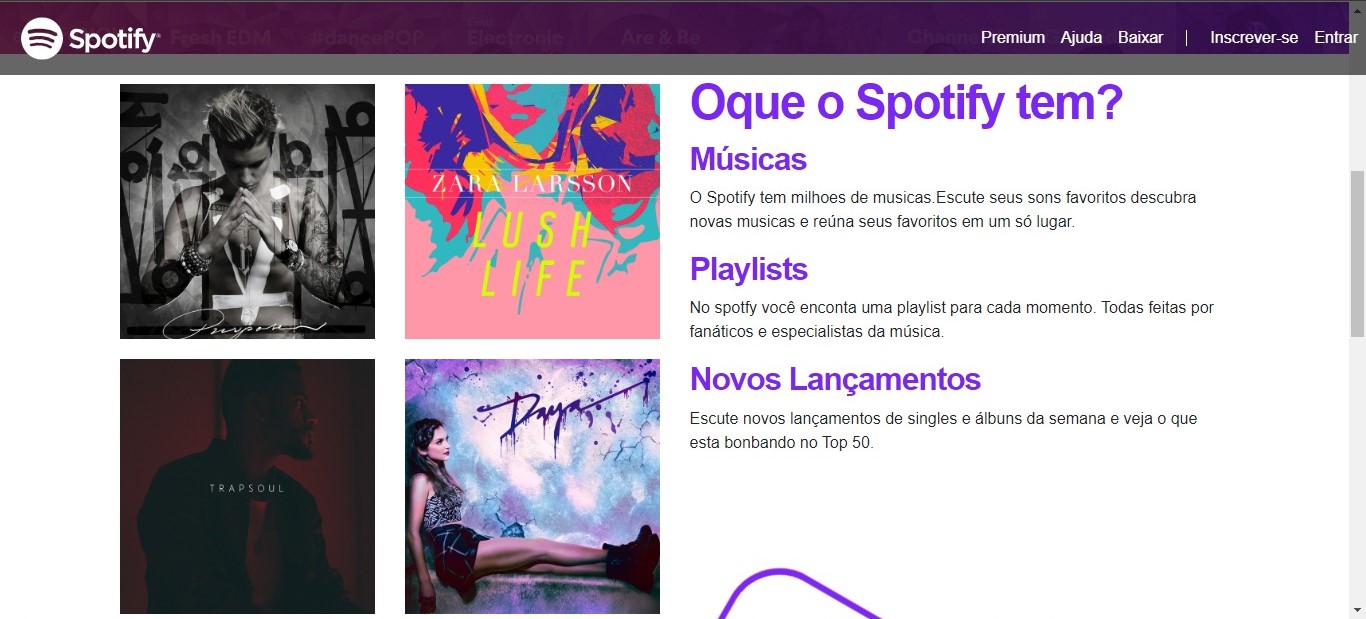 Spotify
Fresh EDM #dancePOP Electronic Are & Be
Premium Ajuda Baixar | Inscrever-se Entrar
Purpose
ZARA LARSSON
LUSH
LIFE
TRAPSOUL
Daya
Oque o Spotify tem?
Músicas
O Spotify tem milhoes de musicas.Escute seus sons favoritos descubra
novas musicas e reúna seus favoritos em um só lugar.
Playlists
No spotfy você enconta uma playlist para cada momento. Todas feitas por
fanáticos e especialistas da música.
Novos Lançamentos
Escute novos lançamentos de singles e álbuns da semana e veja o que
esta bonbando no Top 50.